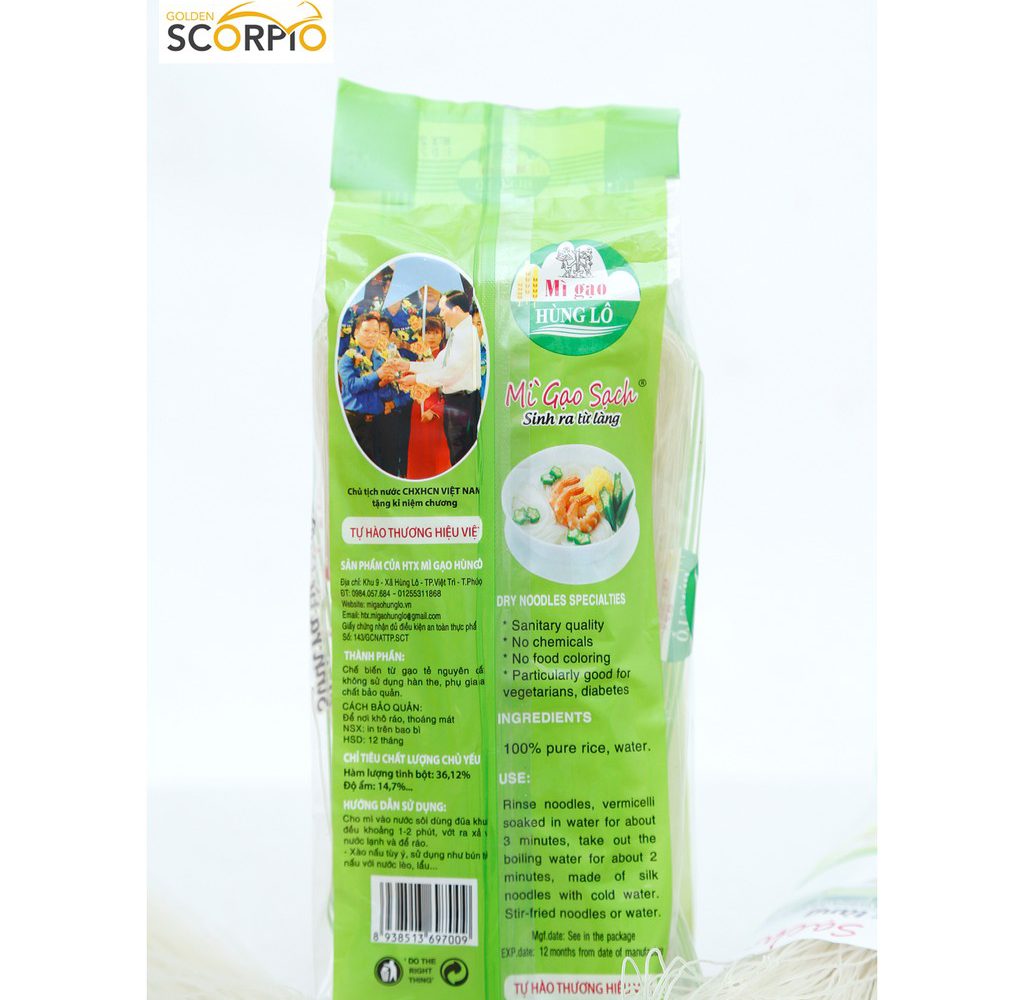 GOLDEN
SCORPIO
Chủ tịch nước CHXHCN VIỆT NAM
tặng kỉ niệm chương
TỰ HÀO THƯƠNG HIỆU VIỆ
SẢN PHẨM CỦA HTX MÌ GẠO HÙNG
Địa chỉ: Khu 9 - Xã Hùng Lô - TP.Việt Trì - T.Phú
ĐT: 0984.057.684 - 01255311868
Website: migaohunglo.vn
Email: htx.migaohunglo@gmail.com
Giấy chứng nhận đủ điều kiện an toàn thực phẩ
Số: 143/GCNATTP.SCT
THÀNH PHẦN:
Chế biến từ gạo tẻ nguyên
không sử dụng hàn the, phụ gia
chất bảo quản.
CÁCH BẢO QUẢN:
Để nơi khô ráo, thoáng mát
NSX: in trên bao bì
HSD: 12 tháng
CHỈ TIÊU CHẤT LƯỢNG CHỦ YẾU
Hàm lượng tinh bột: 36,12%
Độ ẩm: 14,7%...
HƯỚNG DẪN SỬ DỤNG:
Cho mì vào nước sôi dùng đũa
đều khoảng 1-2 phút, vớt ra xả
nước lạnh và để ráo.
- Xào nấu tùy ý, sử dụng như bún
nấu với nước lèo, lẩu...
8 938513 697009
'DO THE
RIGHT
THING'
Mì gạo
HÙNG LÔ
Mì Gạo Sạch®
Sinh ra từ làng
DRY NOODLES SPECIALTIES
* Sanitary quality
* No chemicals
* No food coloring
* Particularly good for
vegetarians, diabetes
INGREDIENTS
100% pure rice, water.
USE:
Rinse noodles, vermicelli
soaked in water for about
3 minutes, take out the
boiling water for about 2
minutes, made of silk
noodles with cold water.
Stir-fried noodles or water.
Mgf.date: See in the package
EXP.date: 12 months from date of manufac
TỰ HÀO THƯƠNG HIỆU V
Sạch
làng